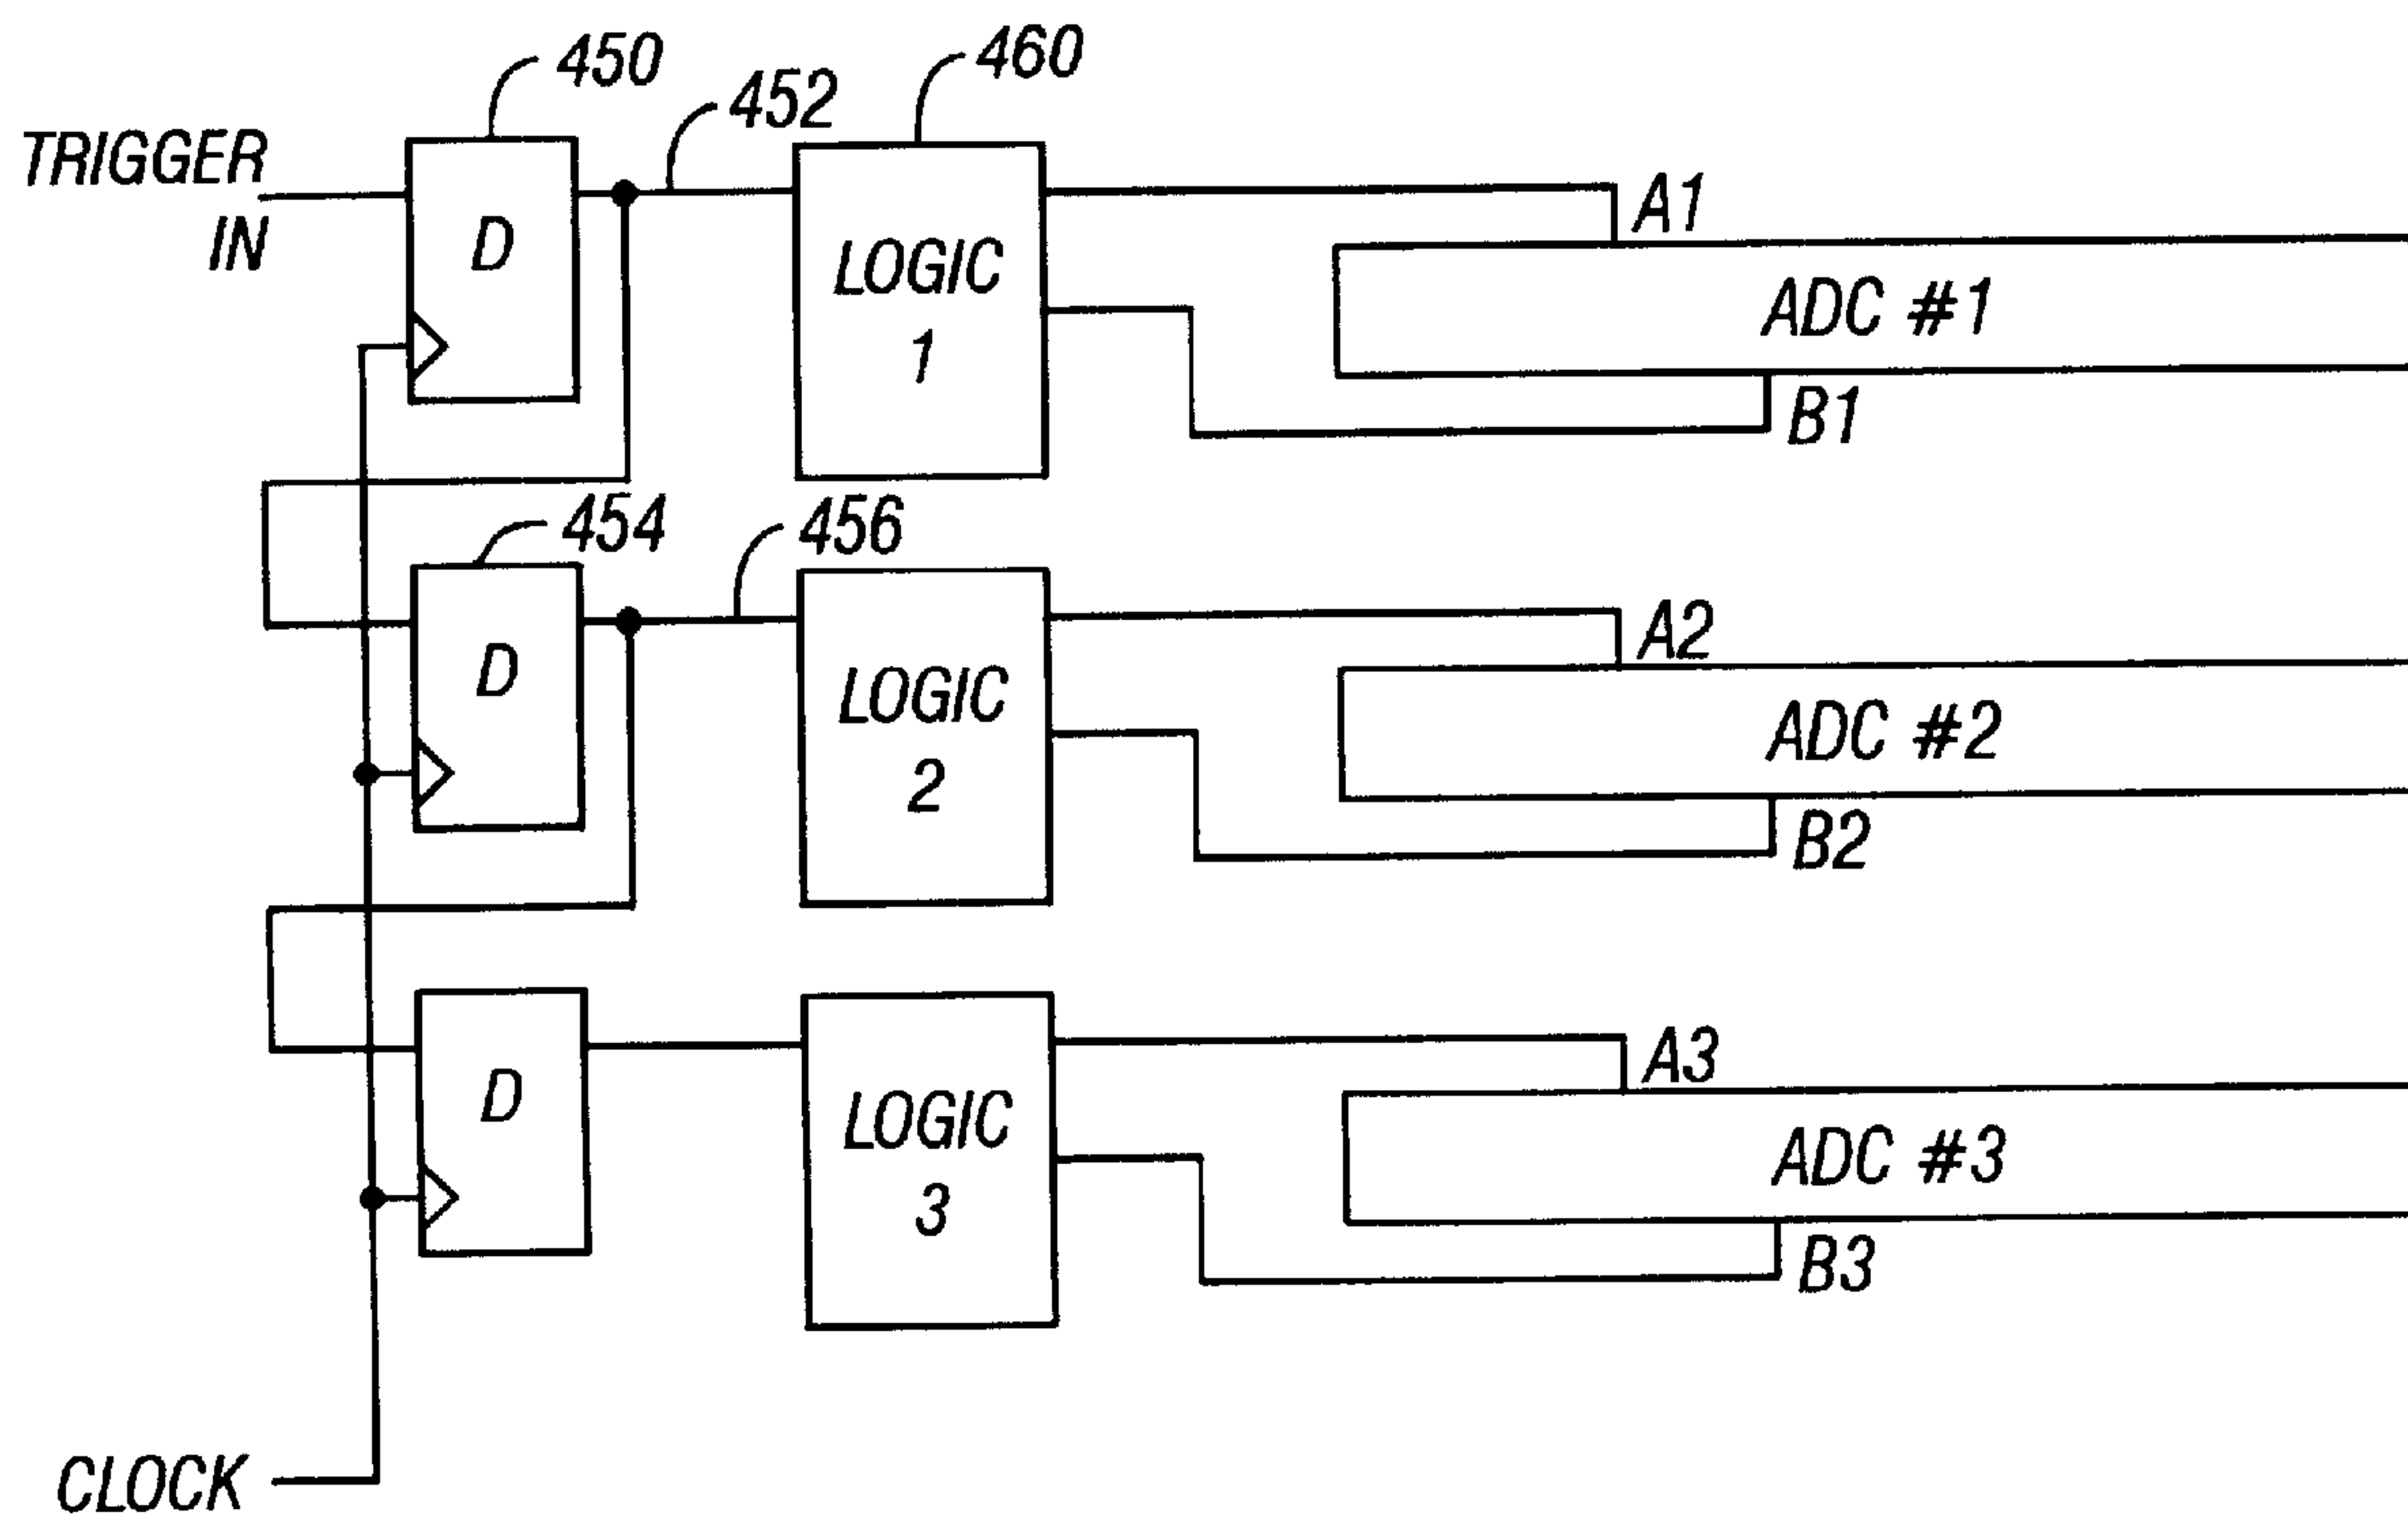 450
452
460
TRIGGER
IN
D
LOGIC
1
A1
ADC #1
B1
454
456
D
LOGIC
2
A2
ADC #2
B2
D
LOGIC
3
A3
ADC #3
B3
CLOCK